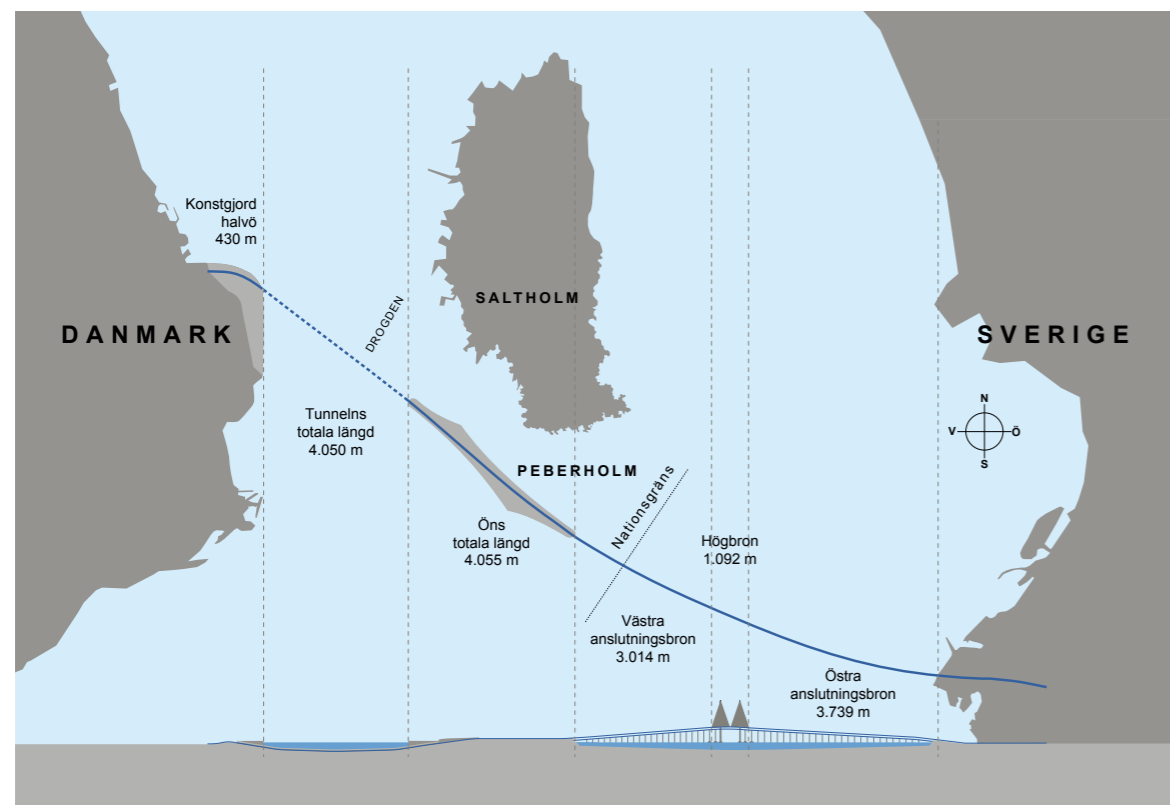 Konstgjord
halvö
430 m
DANMARK
DROGDEN
SALTHOLM
SVERIGE
N
V
Ö
S
Tunnelns
totala längd
4.050 m
PEBERHOLM
Öns
totala längd
4.055 m
Nationsgräns
Högbron
1.092 m
Västra
anslutningsbron
3.014 m
Östra
anslutningsbron
3.739 m